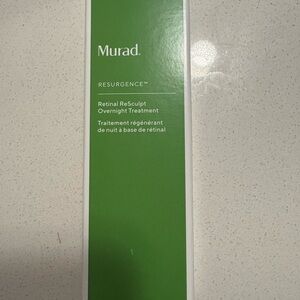 Murad.
RESURGENCE™
Retinal ReSculpt
Overnight Treatment
Traitement régénérant
de nuit à base de rétinal